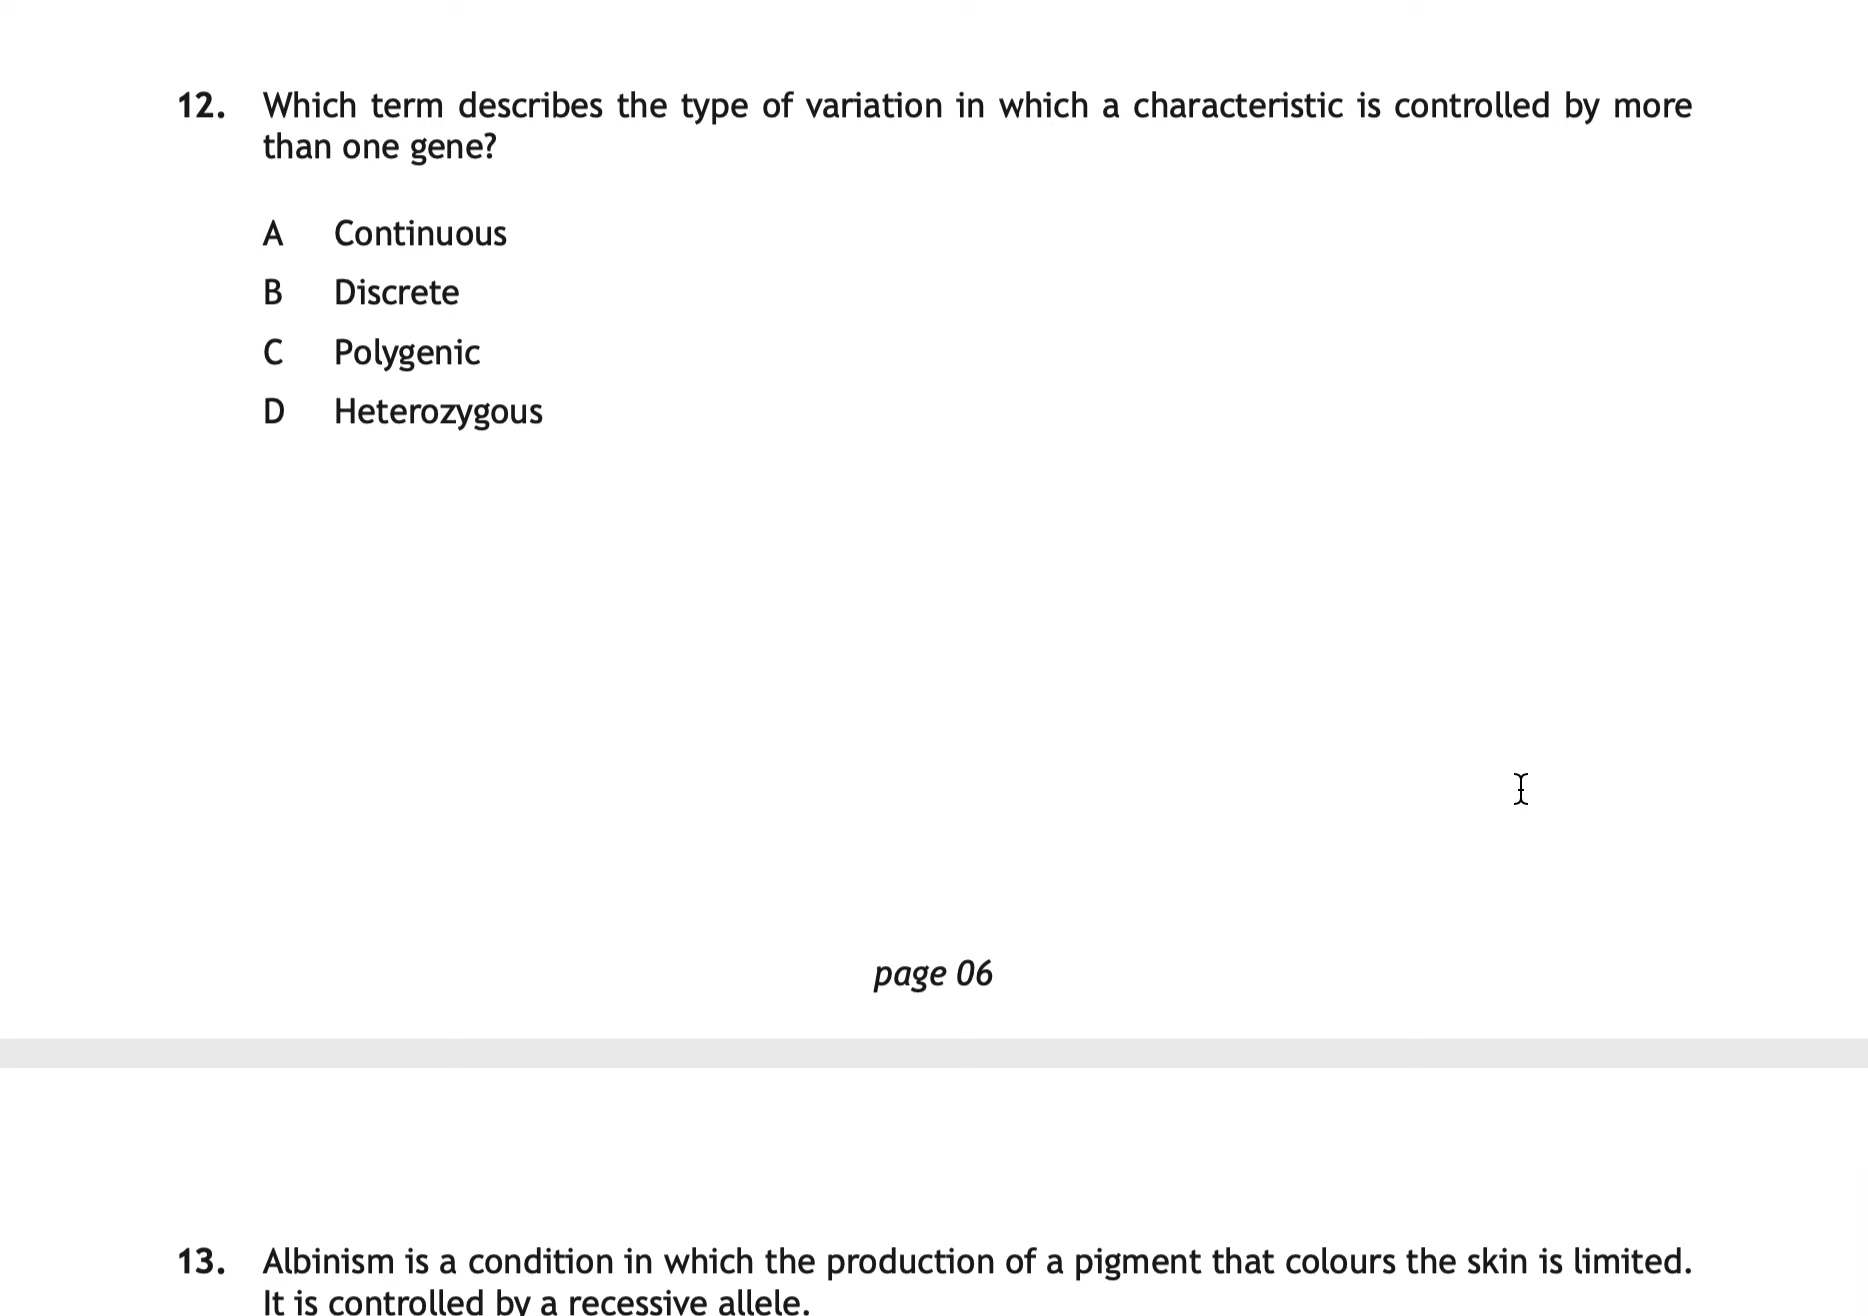 12. Which term describes the type of variation in which a characteristic is controlled by more
than one gene?
A Continuous
B Discrete
C Polygenic
D Heterozygous
page 06
13. Albinism is a condition in which the production of a pigment that colours the skin is limited.
It is controlled by a recessive allele.